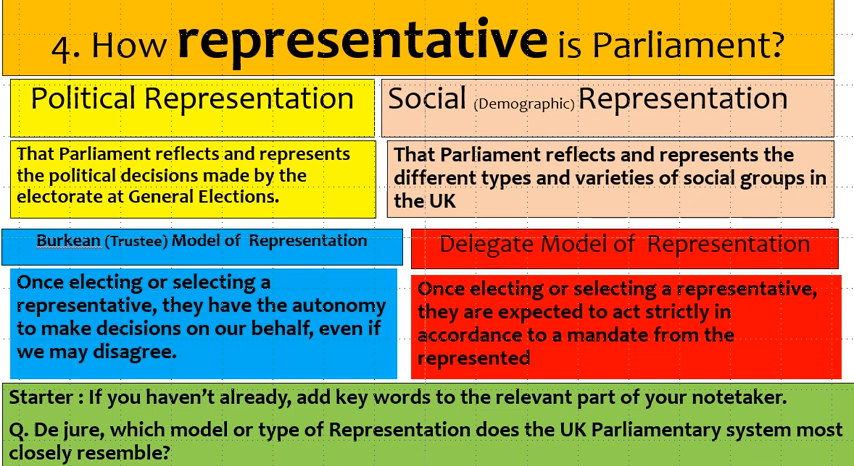 4. How representative is Parliament?
Political Representation
Social (Demographic) Representation
That Parliament reflects and represents
the political decisions made by the
electorate at General Elections.
That Parliament reflects and represents the
different types and varieties of social groups in
the UK
Burkean (Trustee) Model of Representation
Delegate Model of Representation
Once electing or selecting a
representative, they have the autonomy
to make decisions on our behalf, even if
we may disagree.
Once electing or selecting a representative,
they are expected to act strictly in
accordance to a mandate from the
represented
Starter : If you haven't already, add key words to the relevant part of your notetaker.
Q. De jure, which model or type of Representation does the UK Parliamentary system most
closely resemble?